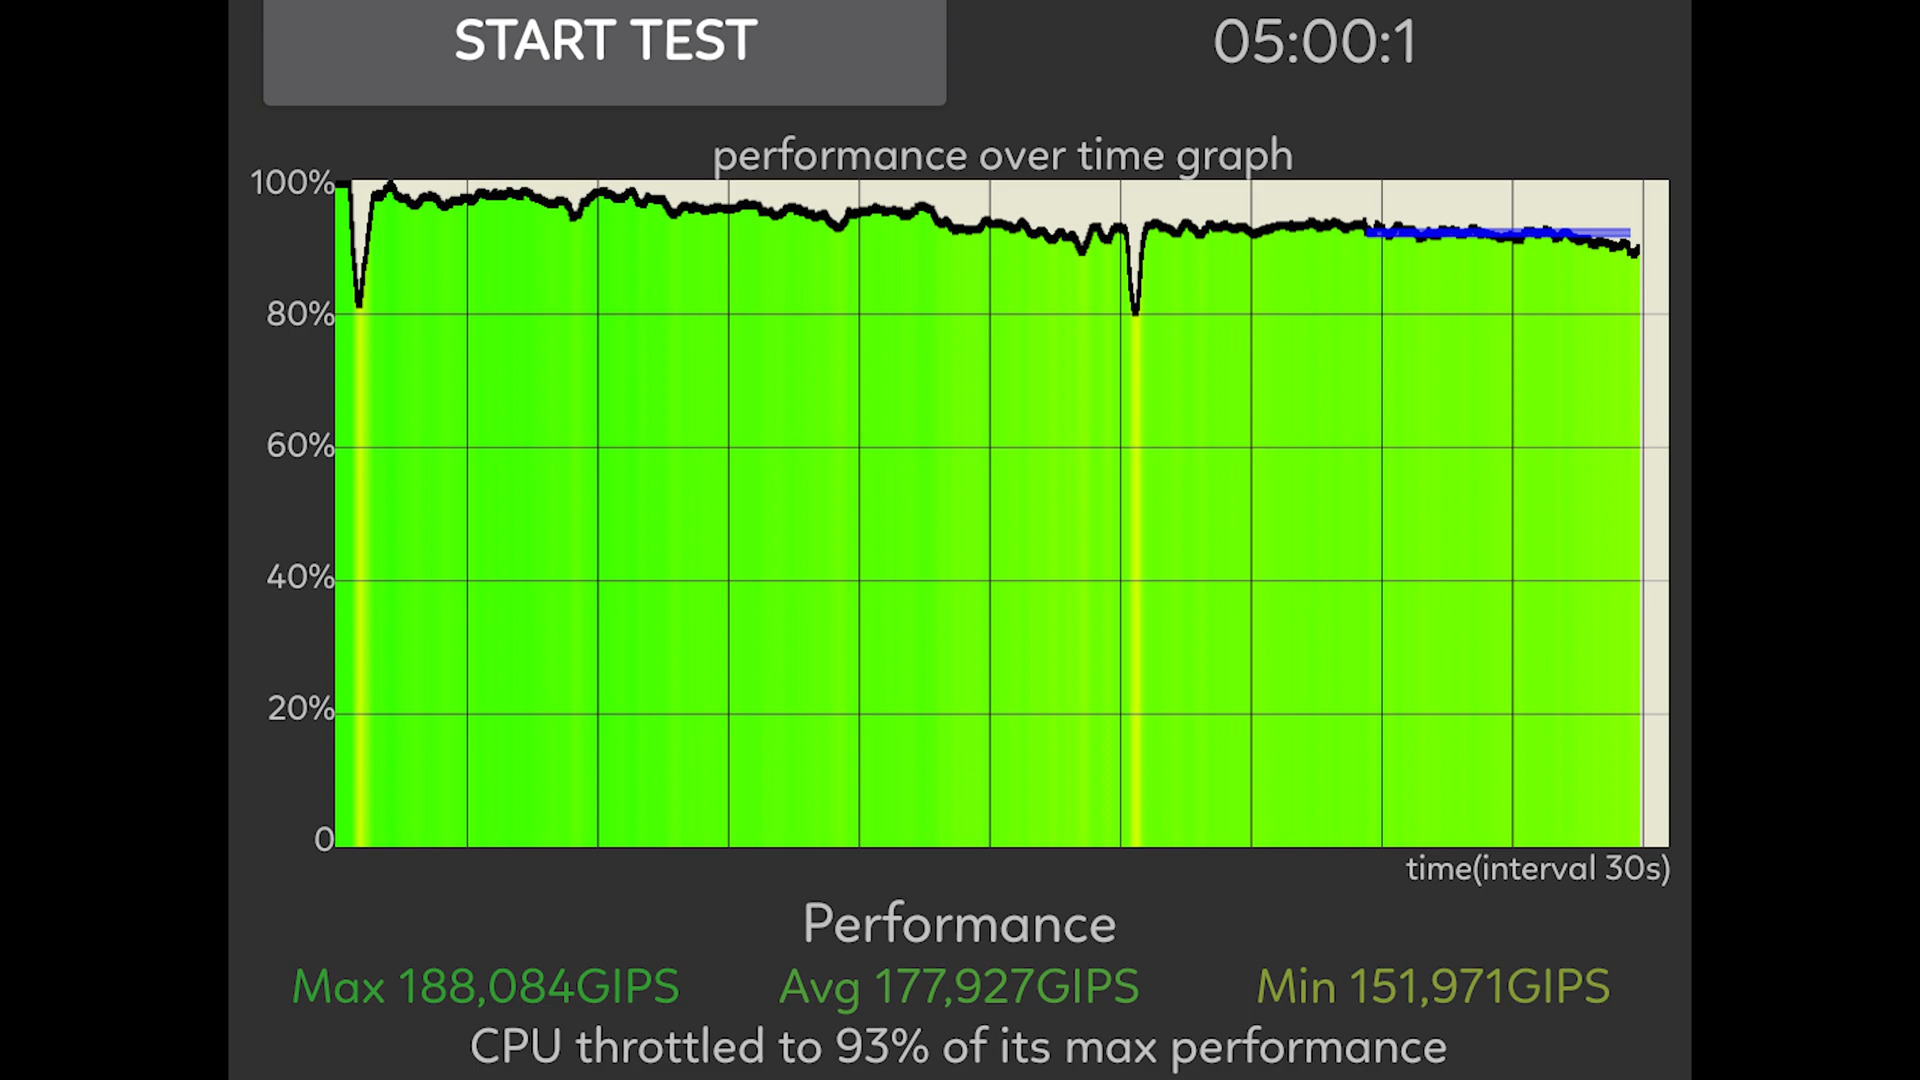 START TEST
05:00:1
performance over time graph
100%
80%
60%
40%
20%
0
time(interval 30s)
Performance
Max 188,084GIPS
Avg 177,927GIPS
Min 151,971GIPS
CPU throttled to 93% of its max performance